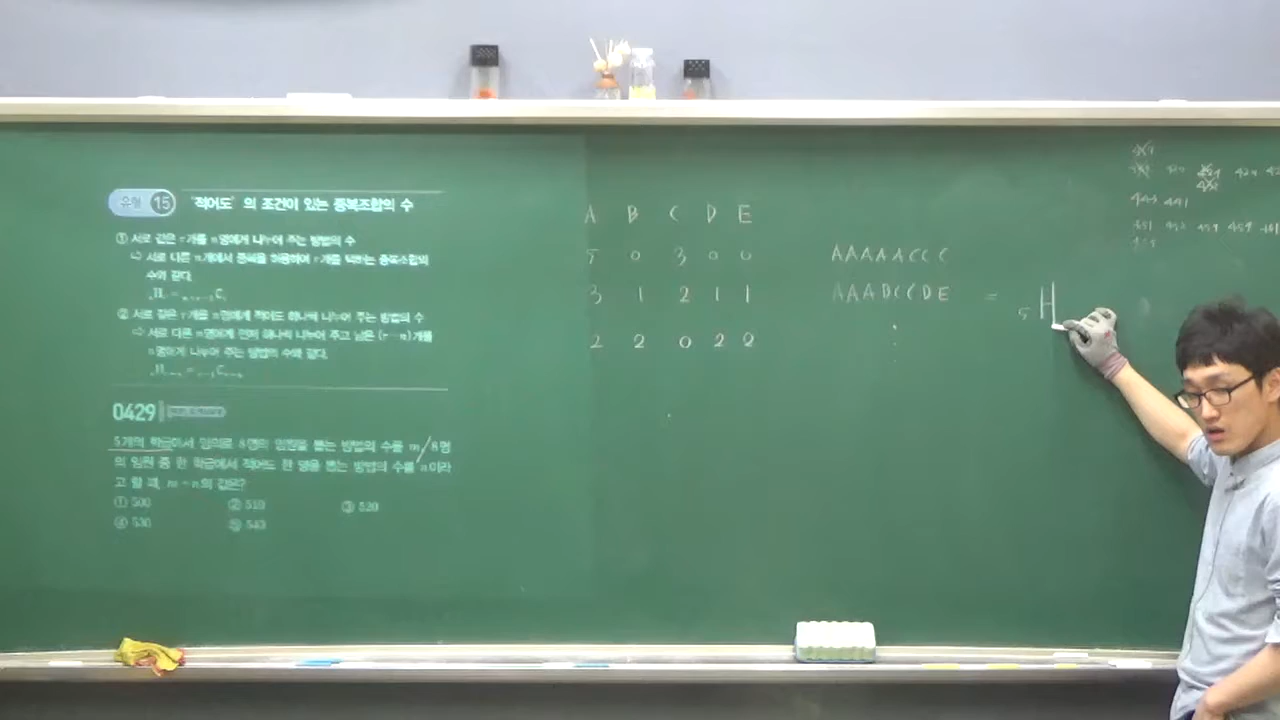 유형 15 '적어도'의 조건이 있는 중복조합의 수
① 서로 같은 r개를 n명에게 나누어 주는 방법의 수
⇨ 서로 다른 n개에서 중복을 허용하여 r개를 택하는 중복조합의
수와 같다.
② 서로 같은 r개를 n명에게 적어도 하나씩 나누어 주는 방법의 수
⇨ 서로 다른 n명에게 먼저 하나씩 나누어 주고 남은 (r-n)개를
n명에게 나누어 주는 방법의 수와 같다.
0429
5개의 학급에서 임의로 8명의 임원을 뽑는 방법의 수를 m, 8명
의 임원 중 한 학급에서 적어도 한 명을 뽑는 방법의 수를 n이라
고 할 때, m-n의 값은?
① 500 ② 510 ③ 520
④ 530 ⑤ 540
A B C D E
5 0 3 0 0
3 1 2 1 1
2 2 0 2 2
AAAAACCC
AAABCCDE = 5H
441
451 452